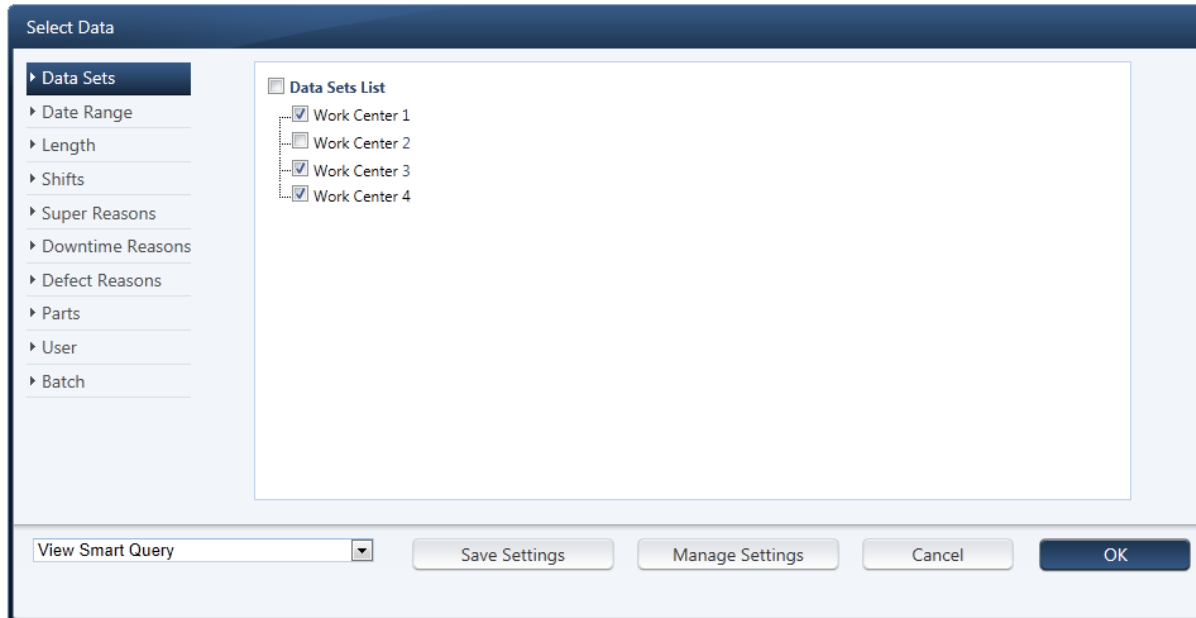 Select Data
Data Sets
Date Range
Length
Shifts
Super Reasons
Downtime Reasons
Defect Reasons
Parts
User
Batch
Data Sets List
Work Center 1
Work Center 2
Work Center 3
Work Center 4
View Smart Query
Save Settings
Manage Settings
Cancel
OK